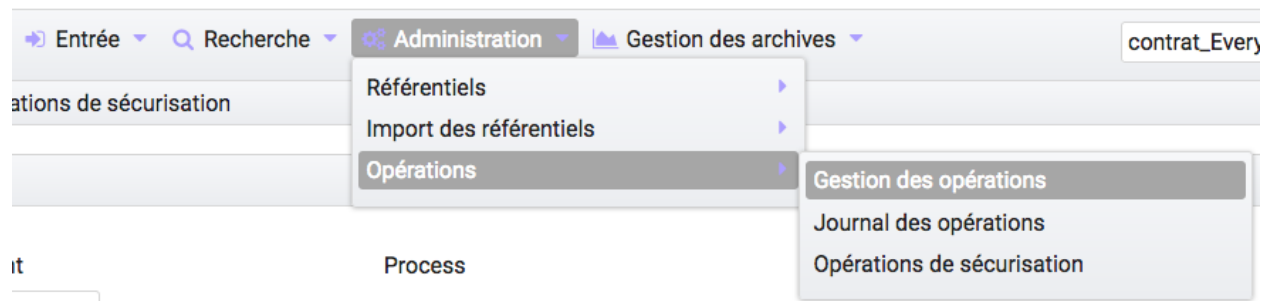 Entrée Recherche Administration Gestion des archives contrat_Every
ations de sécurisation
Référentiels
Import des référentiels
Opérations
Gestion des opérations
Journal des opérations
Opérations de sécurisation
nt Process